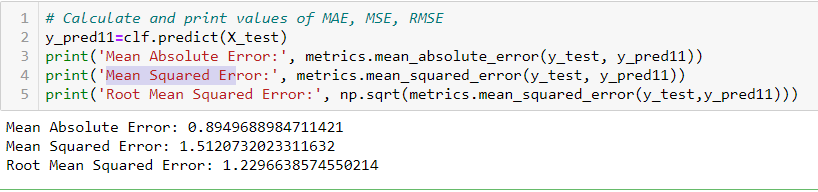 1 # Calculate and print values of MAE, MSE, RMSE
2 y_pred11=clf.predict(X_test)
3 print('Mean Absolute Error:', metrics.mean_absolute_error(y_test, y_pred11))
4 print('Mean Squared Error:', metrics.mean_squared_error(y_test, y_pred11))
5 print('Root Mean Squared Error:', np.sqrt(metrics.mean_squared_error(y_test,y_pred11)))
Mean Absolute Error: 0.8949688984711421
Mean Squared Error: 1.5120732023311632
Root Mean Squared Error: 1.2296638574550214